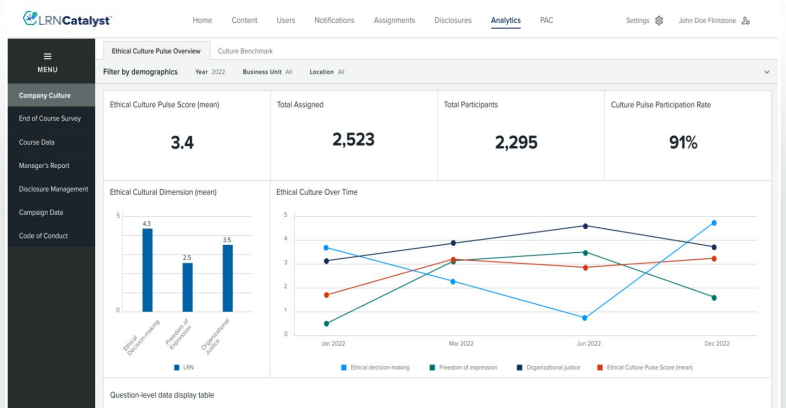 LRNCatalyst
Home Content Users Notifications Assignments Disclosures Analytics PAC Settings John Doe Flintstone
MENU
Company Culture
End of Course Survey
Course Data
Manager's Report
Disclosure Management
Campaign Data
Code of Conduct
Ethical Culture Pulse Overview Culture Benchmark
Filter by demographics Year 2022 Business Unit All Location All
Ethical Culture Pulse Score (mean)
3.4
Total Assigned
2,523
Total Participants
2,295
Culture Pulse Participation Rate
91%
Ethical Cultural Dimension (mean)
5
4.3
2.5
3.5
0
Ethical
Decision-making
Freedom of
Expression
Organizational
Justice
LRN
Ethical Culture Over Time
5
4
3
2
1
0
Jan 2022 Mar 2022 Jun 2022 Dec 2022
Ethical decision-making Freedom of expression Organizational justice Ethical Culture Pulse Score (mean)
Question-level data display table